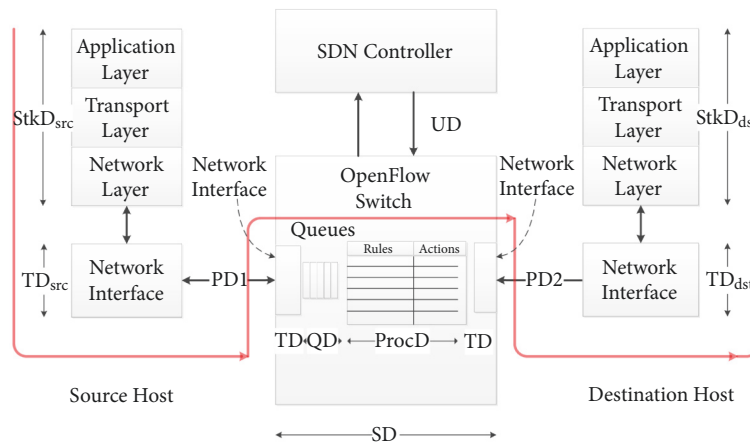 Application
Layer
Transport
Layer
Network
Layer
StkDsrc
Network
Interface
TDsrc
PD1
Source Host
SDN Controller
UD
Network
Interface
OpenFlow
Switch
Network
Interface
Queues
Rules Actions
TD QD ProcD TD
SD
PD2
Application
Layer
Transport
Layer
Network
Layer
StkDds
Network
Interface
TDdst
Destination Host